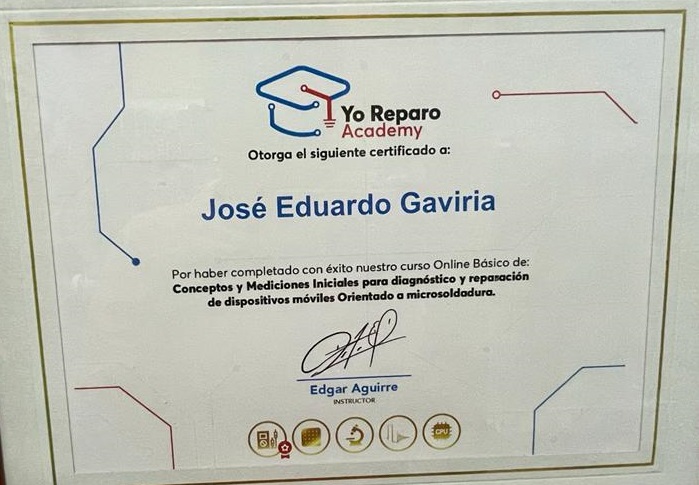 Yo Reparo
Academy
Otorga el siguiente certificado a:
José Eduardo Gaviria
Por haber completado con éxito nuestro curso Online Básico de:
Conceptos y Mediciones Iniciales para diagnóstico y reparación
de dispositivos móviles Orientado a microsoldadura.
Edgar Aguirre
INSTRUCTOR
CPU